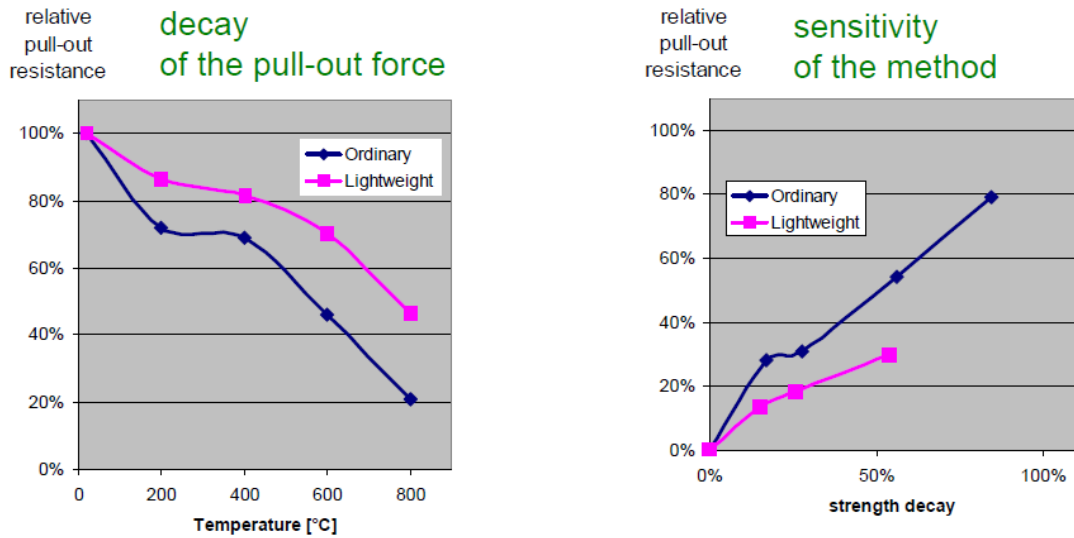 relative
pull-out
resistance
decay
of the pull-out force
100%
80%
60%
40%
20%
0%
Ordinary
Lightweight
0 200 400 600 800
Temperature [°C]
relative
pull-out
resistance
sensitivity
of the method
100%
80%
60%
40%
20%
0%
Ordinary
Lightweight
0% 50% 100%
strength decay